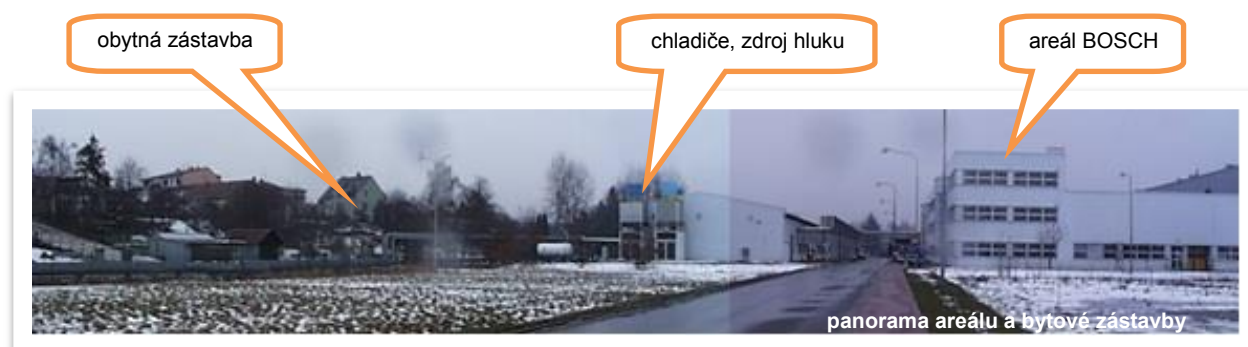 obytná zástavba
chladiče, zdroj hluku
areál BOSCH
panorama areálu a bytové zástavby